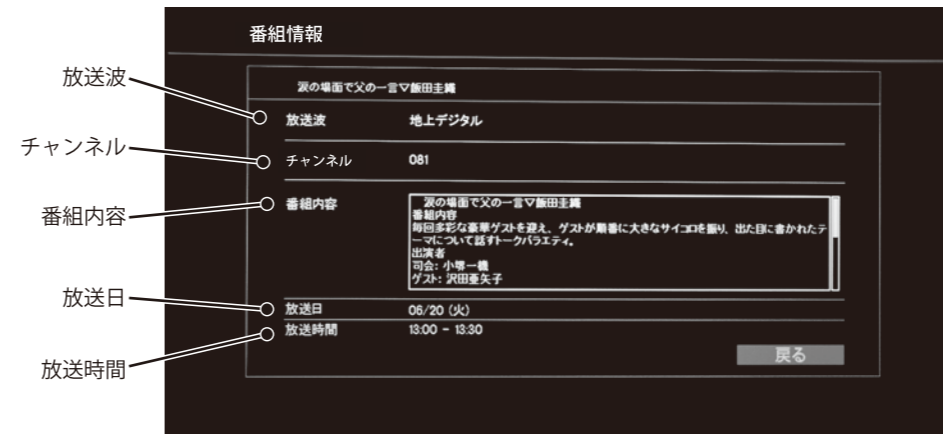 番組情報
涙の場面で父の一言▽飯田圭織
放送波
放送波 地上デジタル
チャンネル
チャンネル 081
番組内容
番組内容
涙の場面で父の一言▽飯田圭織
番組内容
毎回多彩な豪華ゲストを迎え、ゲストが順番に大きなサイコロを振り、出た目に書かれたテ
ーマについて話すトークバラエティ。
出演者
司会: 小堺一機
ゲスト: 沢田亜矢子
放送日
放送日 06/20 (火)
放送時間
放送時間 13:00 - 13:30
戻る